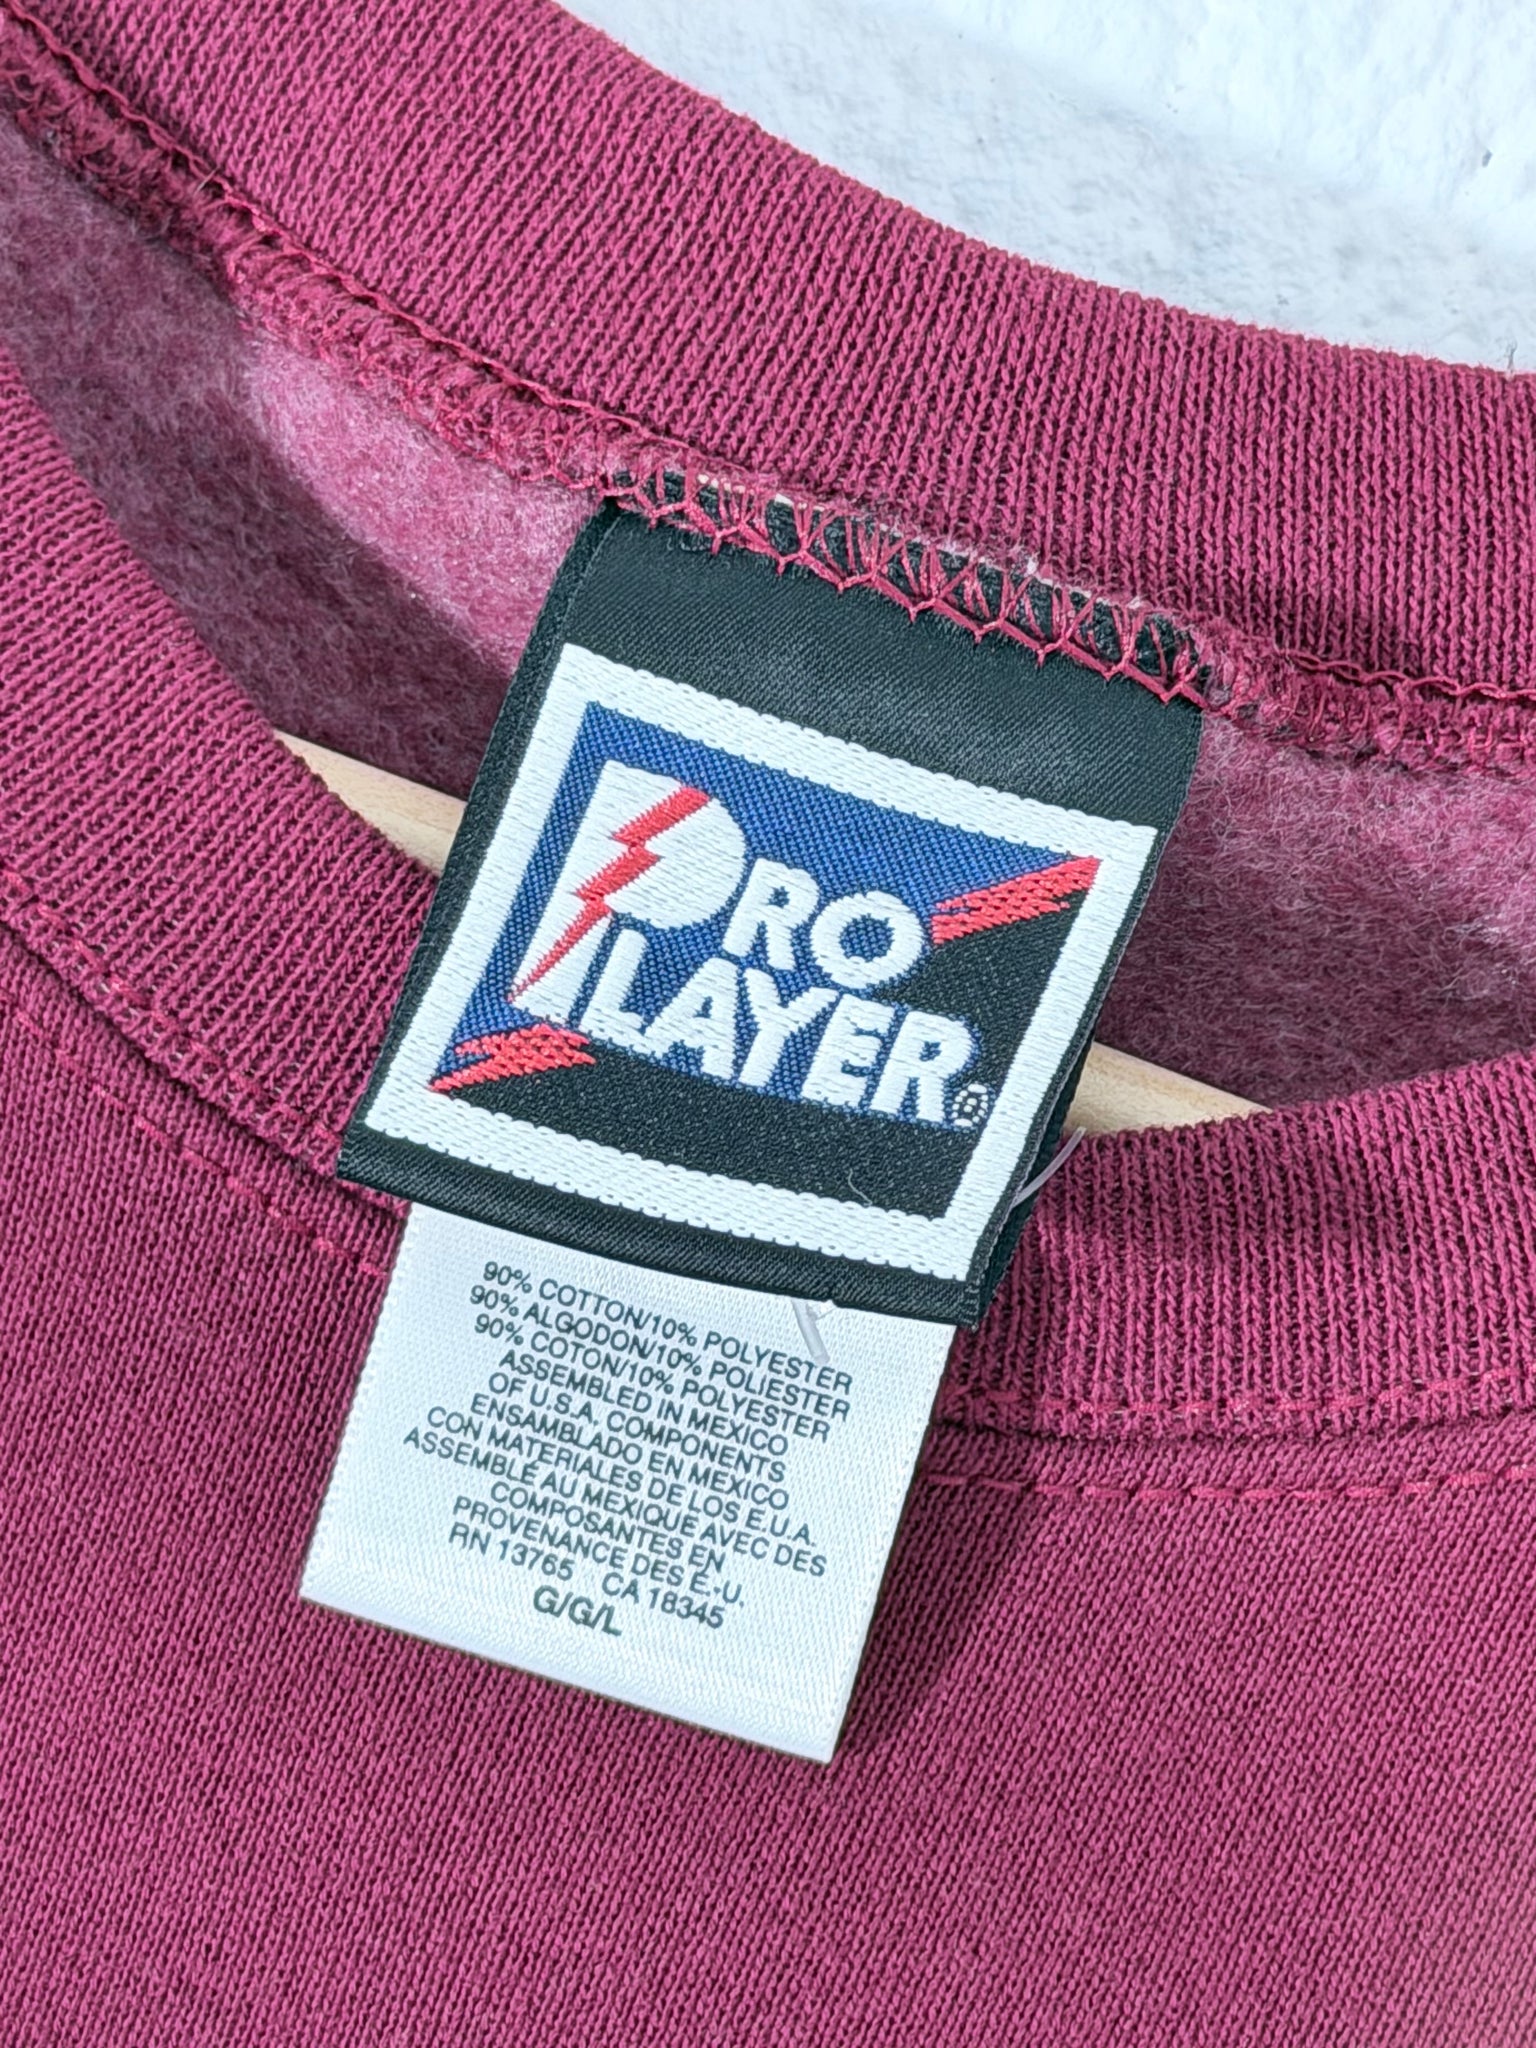 PRO
PLAYER®
90% COTTON/10% POLYESTER
90% ALGODON/10% POLIESTER
90% COTON/10% POLYESTER
ASSEMBLED IN MEXICO
OF U.S.A. COMPONENTS
ENSAMBLADO EN MEXICO
CON MATERIALES DE LOS E.U.A.
ASSEMBLÉ AU MEXIQUE AVEC DES
COMPOSANTES EN
PROVENANCE DES É.-U.
RN 13765 CA 18345
G/G/L